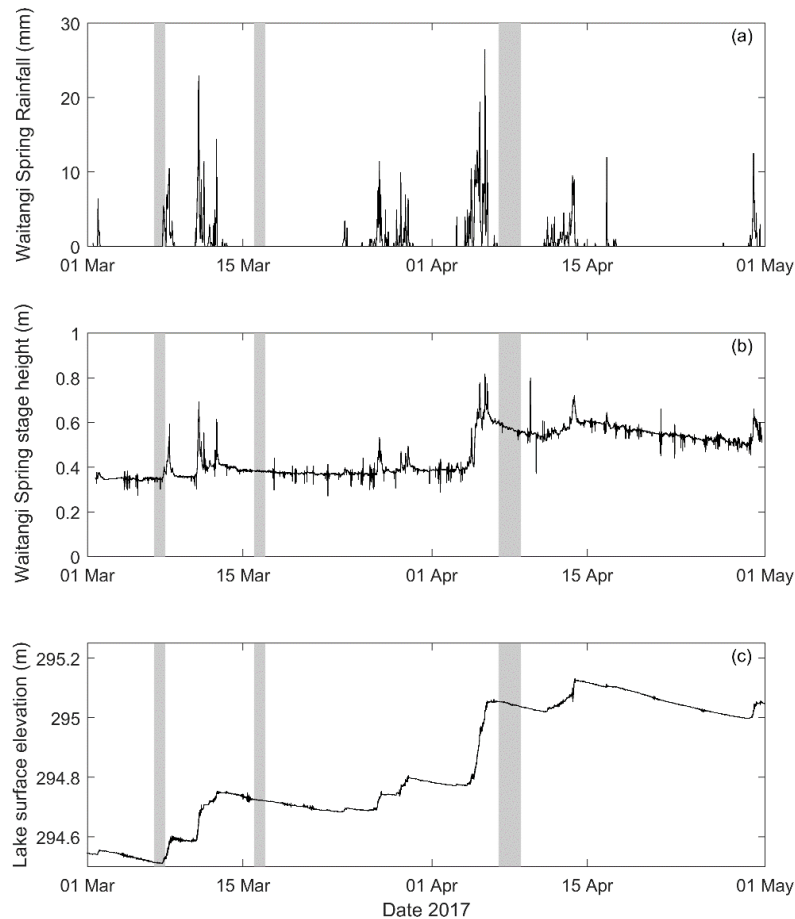 (a)
Waitangi Spring Rainfall (mm)
30
20
10
0
01 Mar 15 Mar 01 Apr 15 Apr 01 May
(b)
Waitangi Spring stage height (m)
1
0.8
0.6
0.4
0.2
0
01 Mar 15 Mar 01 Apr 15 Apr 01 May
(c)
Lake surface elevation (m)
295.2
295
294.8
294.6
01 Mar 15 Mar 01 Apr 15 Apr 01 May
Date 2017